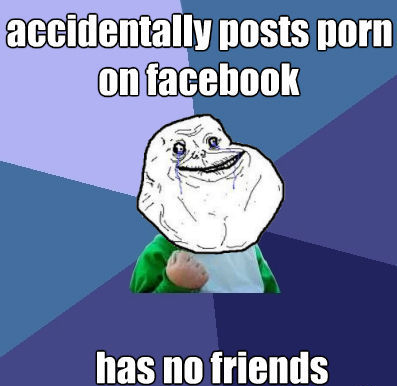 accidentally posts porn
on facebook
has no friends